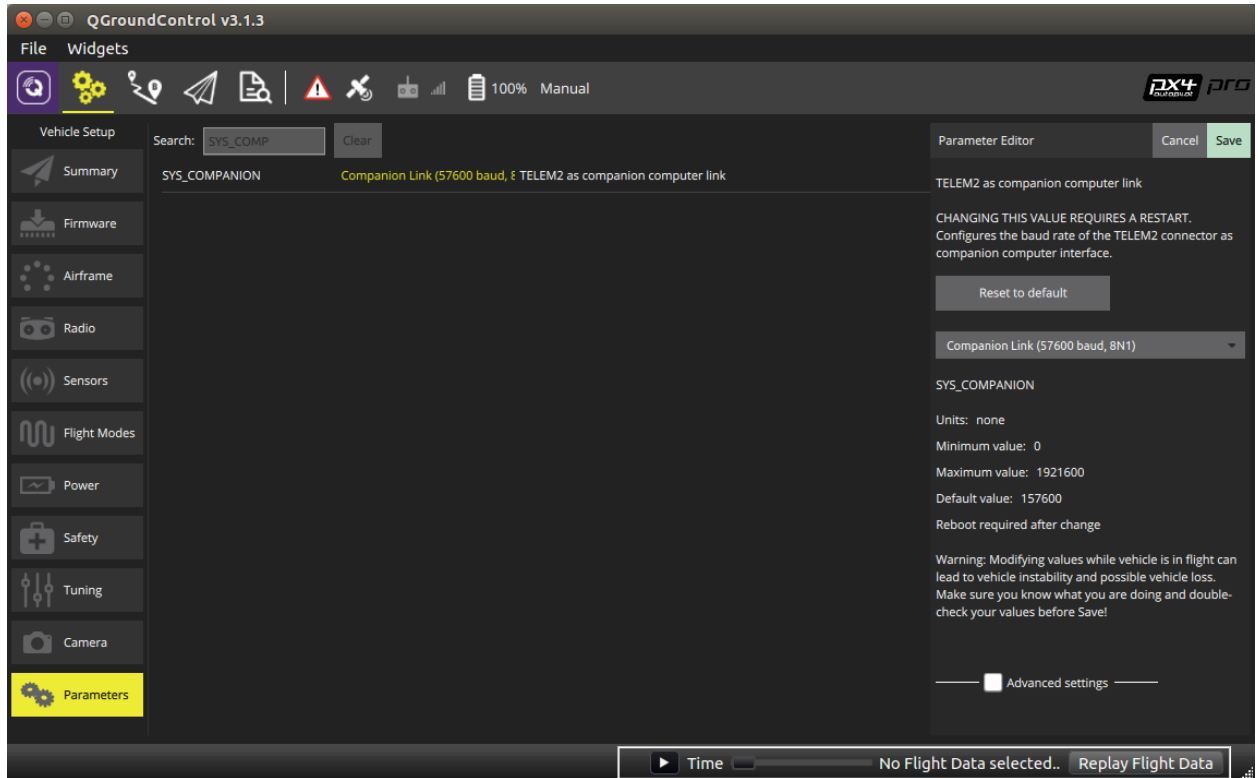 QGroundControl v3.1.3
File Widgets
100% Manual
px4 pro
autopilot
Vehicle Setup
Summary
Firmware
Airframe
Radio
Sensors
Flight Modes
Power
Safety
Tuning
Camera
Parameters
Search: SYS_COMP Clear
SYS_COMPANION Companion Link (57600 baud, 8 TELEM2 as companion computer link
Parameter Editor Cancel Save
TELEM2 as companion computer link
CHANGING THIS VALUE REQUIRES A RESTART.
Configures the baud rate of the TELEM2 connector as
companion computer interface.
Reset to default
Companion Link (57600 baud, 8N1)
SYS_COMPANION
Units: none
Minimum value: 0
Maximum value: 1921600
Default value: 157600
Reboot required after change
Warning: Modifying values while vehicle is in flight can
lead to vehicle instability and possible vehicle loss.
Make sure you know what you are doing and double-
check your values before Save!
Advanced settings
Time No Flight Data selected.. Replay Flight Data